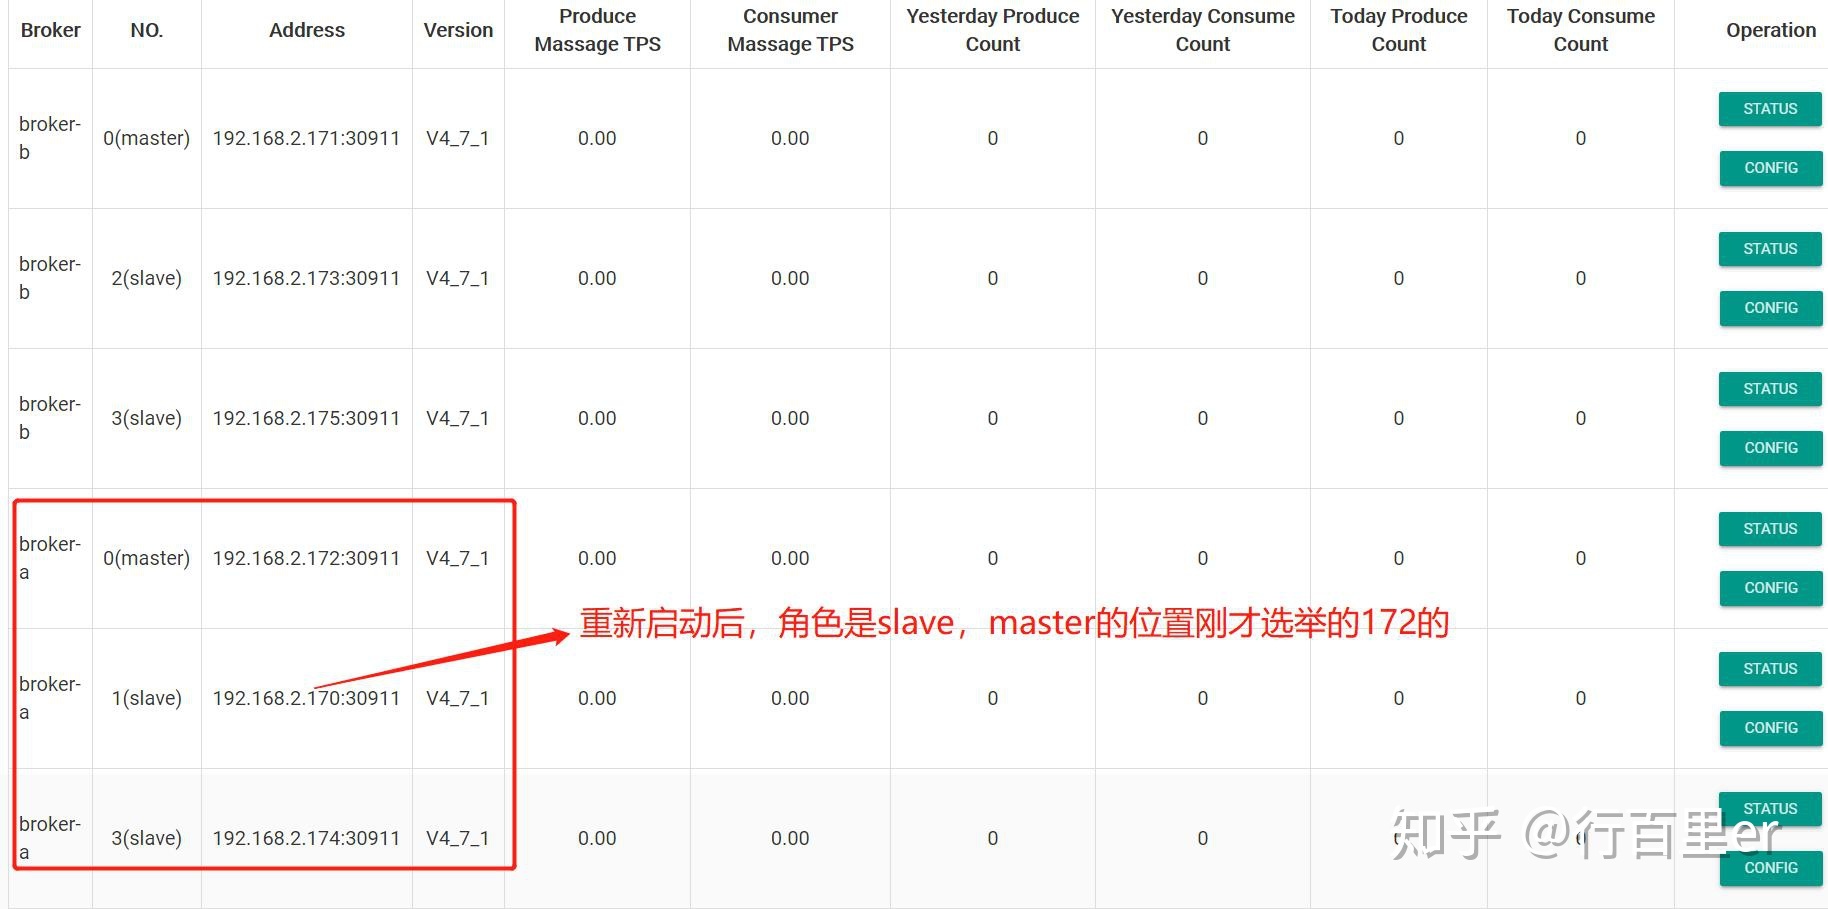 Broker NO. Address Version Produce Massage TPS Consumer Massage TPS Yesterday Produce Count Yesterday Consume Count Today Produce Count Today Consume Count Operation
broker-b 0(master) 192.168.2.171:30911 V4_7_1 0.00 0.00 0 0 0 0 STATUS CONFIG
broker-b 2(slave) 192.168.2.173:30911 V4_7_1 0.00 0.00 0 0 0 0 STATUS CONFIG
broker-b 3(slave) 192.168.2.175:30911 V4_7_1 0.00 0.00 0 0 0 0 STATUS CONFIG
broker-a 0(master) 192.168.2.172:30911 V4_7_1 0.00 0.00 0 0 0 0 STATUS CONFIG
重新启动后，角色是slave，master的位置刚才选举的172的
broker-a 1(slave) 192.168.2.170:30911 V4_7_1 0.00 0.00 0 0 0 0 STATUS CONFIG
broker-a 3(slave) 192.168.2.174:30911 V4_7_1 0.00 0.00 0 0 0 0 STATUS CONFIG
知乎 @行百里er